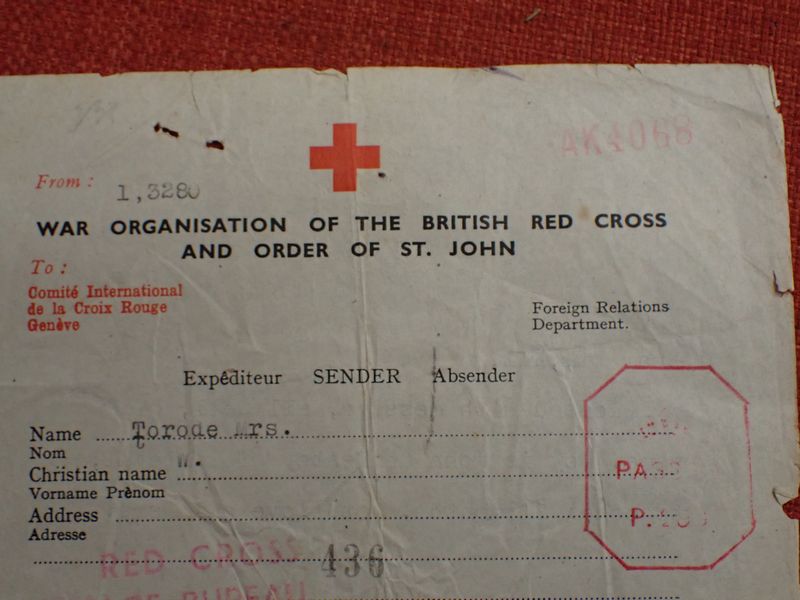 AK4068
From :
1,3280
WAR ORGANISATION OF THE BRITISH RED CROSS
AND ORDER OF ST. JOHN
To :
Comité International
de la Croix Rouge
Genève
Foreign Relations
Department.
Expéditeur SENDER Absender
Name Torode Mrs.
Nom
Christian name
Vorname Prènom
Address
Adresse
RED CROSS 436
BUREAU